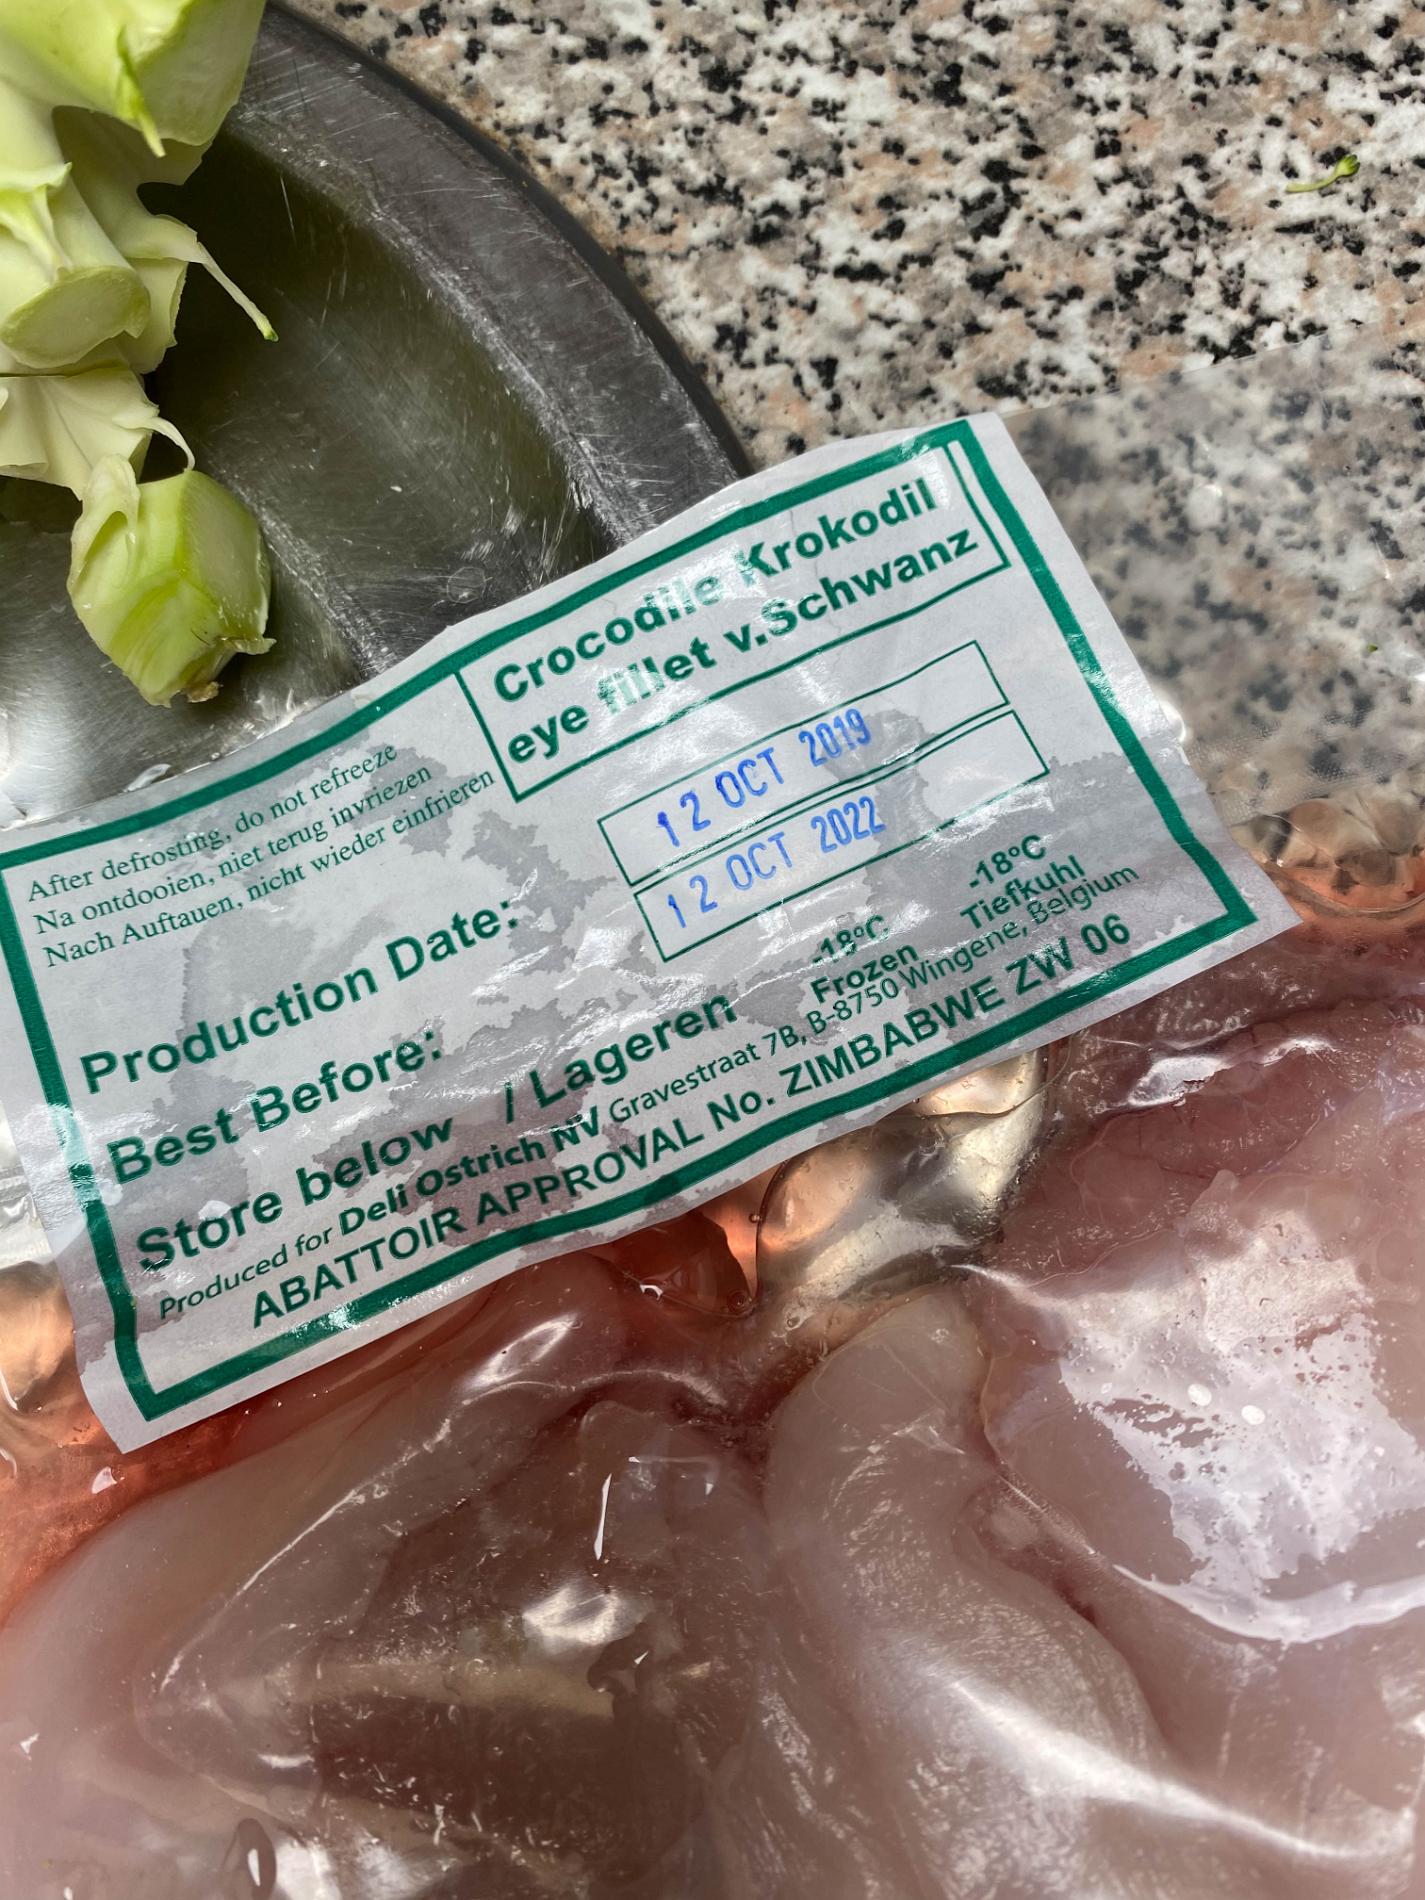 Crocodile Krokodil
eye fillet v.Schwanz
After defrosting, do not refreeze
Na ontdooien, niet terug invriezen
Nach Auftauen, nicht wieder einfrieren
Production Date: 12 OCT 2019
Best Before: 12 OCT 2022
Store below / Lageren -18°C Frozen -18°C Tiefkuhl
Produced for Deli Ostrich NV Gravestraat 7B, B-8750 Wingene, Belgium
ABATTOIR APPROVAL No. ZIMBABWE ZW 06